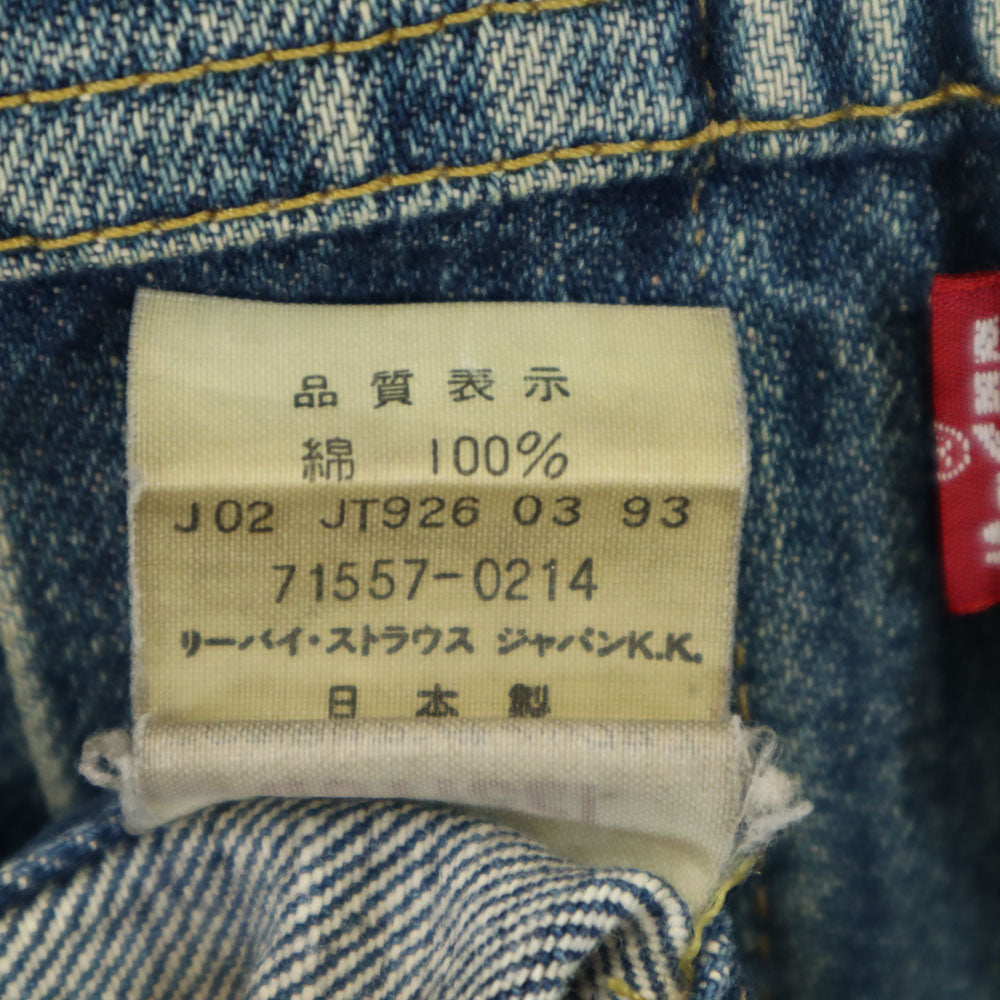 品質表示
綿 100%
J02 JT926 03 93
71557-0214
リーバイ・ストラウス ジャパンK.K.
日本製